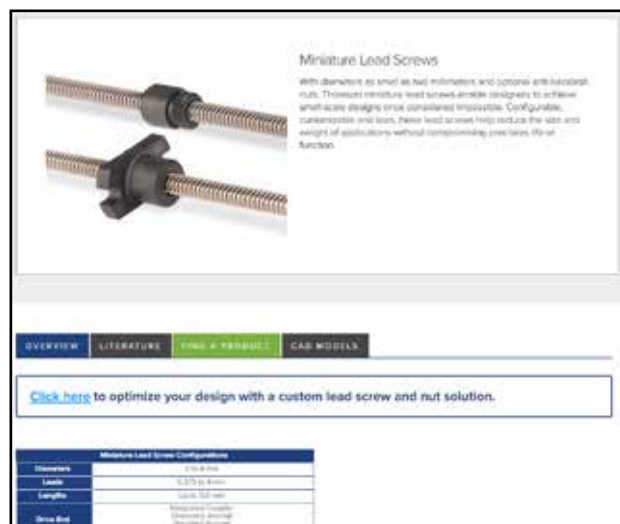 Miniature Lead Screws
With diameters as small as two millimeters and optional anti-backlash
nuts, Thomson miniature lead screws enable designers to achieve
small-scale designs once considered impossible. Configurable,
customizable and lean, these lead screws help reduce the size and
weight of applications without compromising precision, life or
function.
OVERVIEW LITERATURE FIND A PRODUCT CAD MODELS
Click here to optimize your design with a custom lead screw and nut solution.
Miniature Lead Screw Configurations
Diameters
Leads
Lengths
Drive End